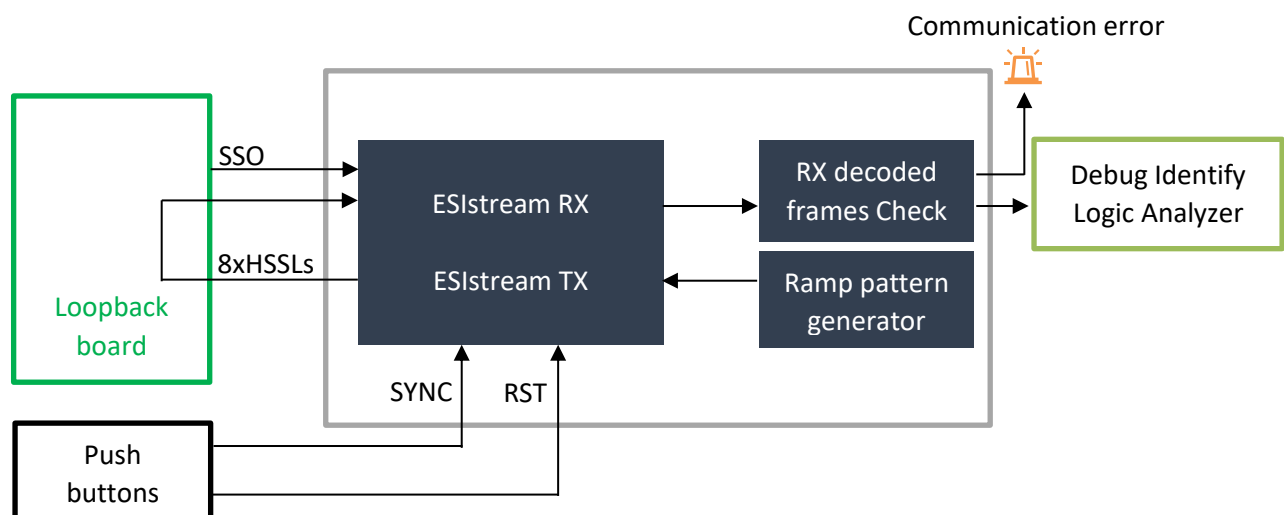 Communication error
SSO
8xHSSLs
Loopback
board
ESIstream RX
ESIstream TX
RX decoded
frames Check
Ramp pattern
generator
Debug Identify
Logic Analyzer
SYNC
RST
Push
buttons